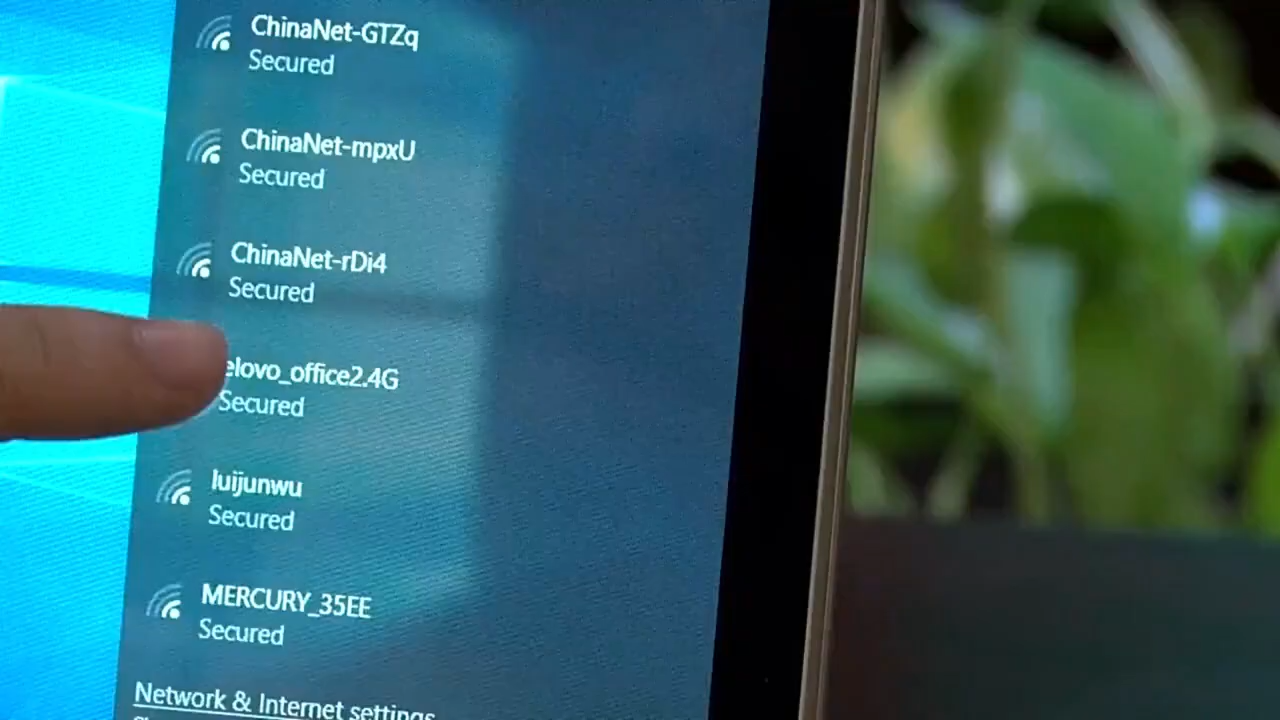 ChinaNet-GTZq
Secured
ChinaNet-mpxU
Secured
ChinaNet-rDi4
Secured
elovo_office2.4G
Secured
luijunwu
Secured
MERCURY_35EE
Secured
Network & Internet settings